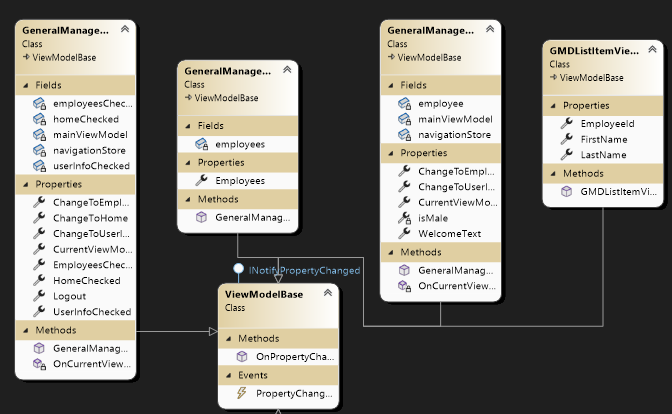 GeneralManage...
Class
ViewModelBase
Fields
employeesChec...
homeChecked
mainViewModel
navigationStore
userInfoChecked
Properties
ChangeToEmpl...
ChangeToHome
ChangeToUserI...
CurrentViewMo...
EmployeesChec...
HomeChecked
Logout
UserInfoChecked
Methods
GeneralManag...
OnCurrentView...
GeneralManage...
Class
ViewModelBase
Fields
employees
Properties
Employees
Methods
GeneralManag...
GeneralManage...
Class
ViewModelBase
Fields
employee
mainViewModel
navigationStore
Properties
ChangeToEmpl...
ChangeToUserI...
CurrentViewMo...
isMale
WelcomeText
Methods
GeneralManag...
OnCurrentView...
GMDListItemVie...
Class
ViewModelBase
Properties
EmployeeId
FirstName
LastName
Methods
GMDListItemVi...
INotifyPropertyChanged
ViewModelBase
Class
Methods
OnPropertyCha...
Events
PropertyChang...